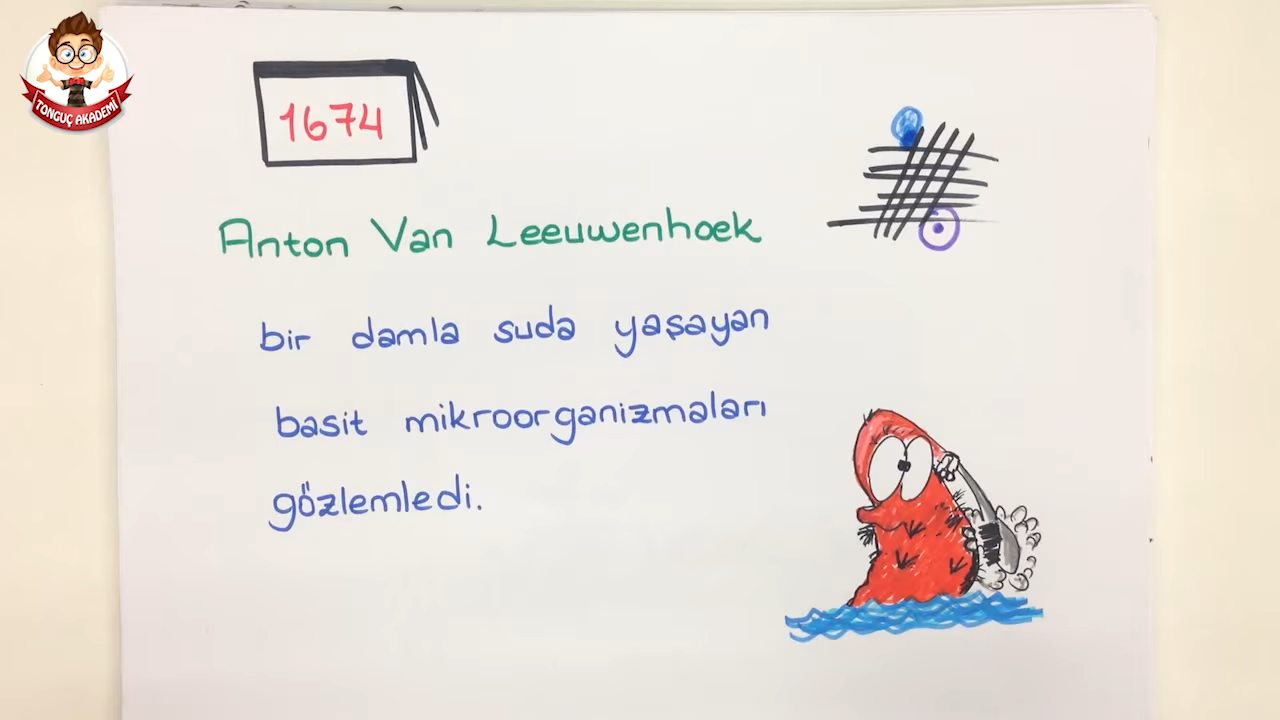 TONGUÇ AKADEMİ
1674
Anton Van Leeuwenhoek
bir damla suda yaşayan
basit mikroorganizmaları
gözlemledi.